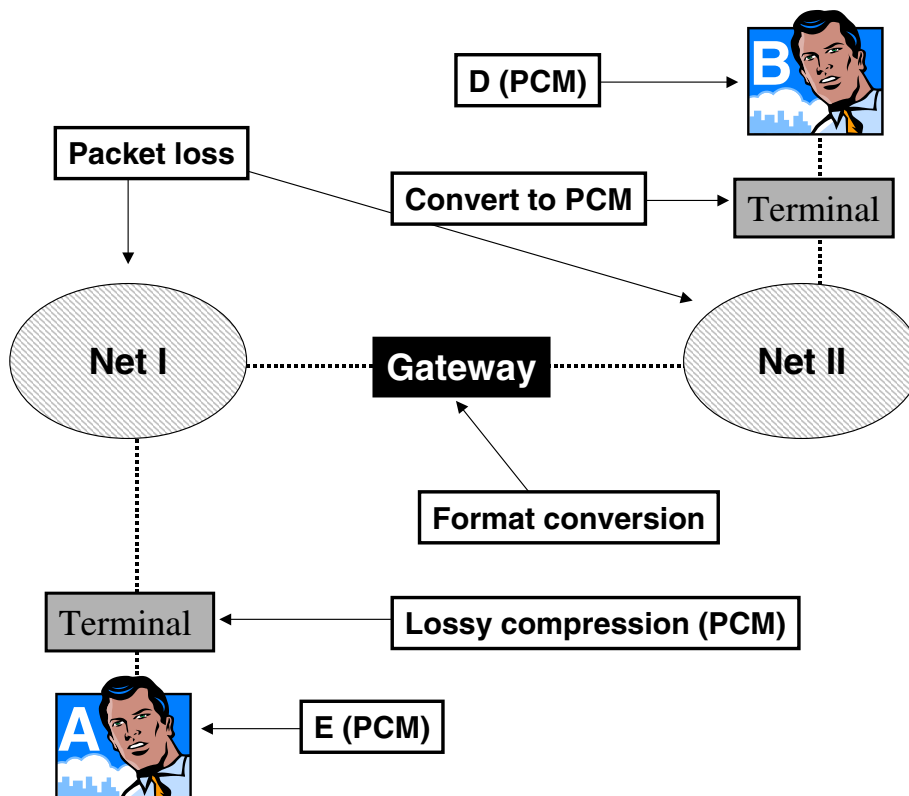 B
D (PCM)
Packet loss
Convert to PCM
Terminal
Net I
Gateway
Net II
Format conversion
Terminal
Lossy compression (PCM)
A
E (PCM)